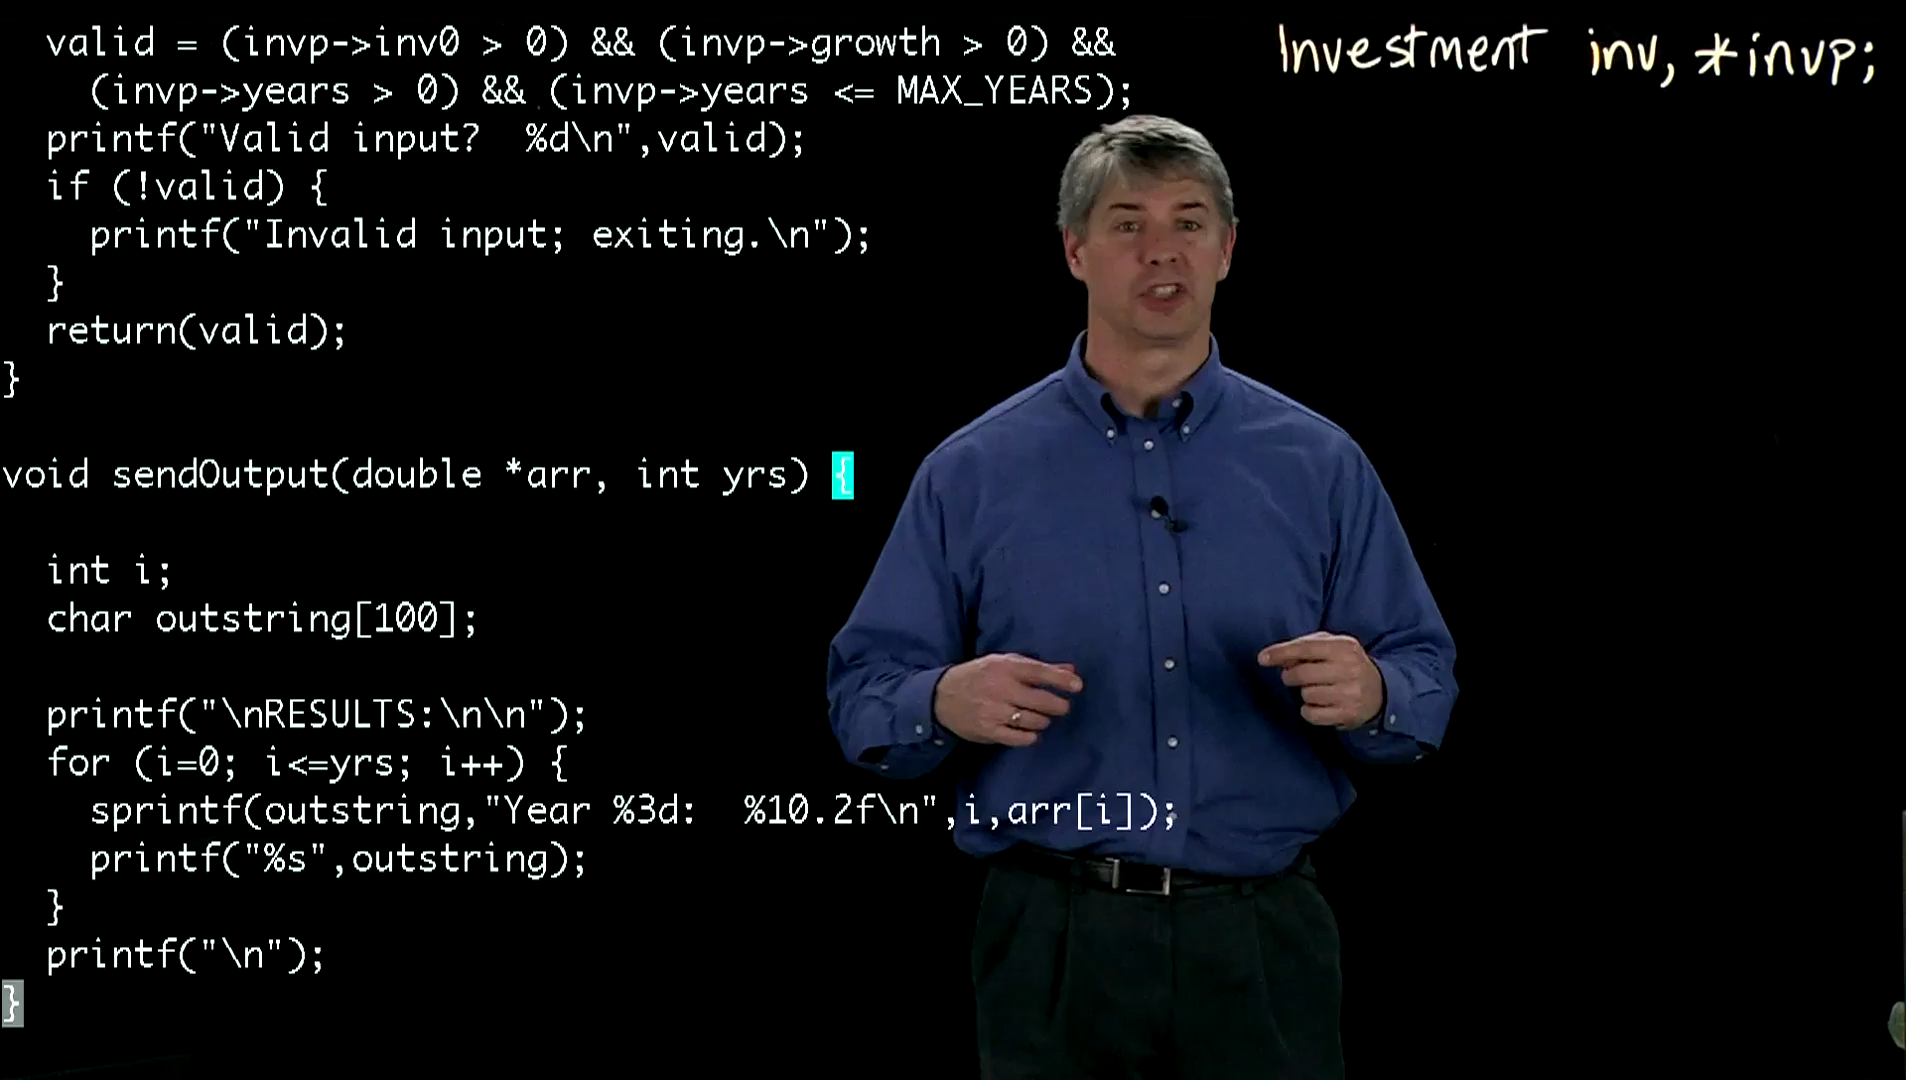 valid = (invp->inv0 > 0) && (invp->growth > 0) &&
(invp->years > 0) && (invp->years <= MAX_YEARS);
printf("Valid input?  %d\n",valid);
if (!valid) {
printf("Invalid input; exiting.\n");
}
return(valid);
}
void sendOutput(double *arr, int yrs) {
int i;
char outstring[100];
printf("\nRESULTS:\n\n");
for (i=0; i<=yrs; i++) {
sprintf(outstring,"Year %3d:  %10.2f\n",i,arr[i]);
printf("%s",outstring);
}
printf("\n");
}
Investment inv, *invp;